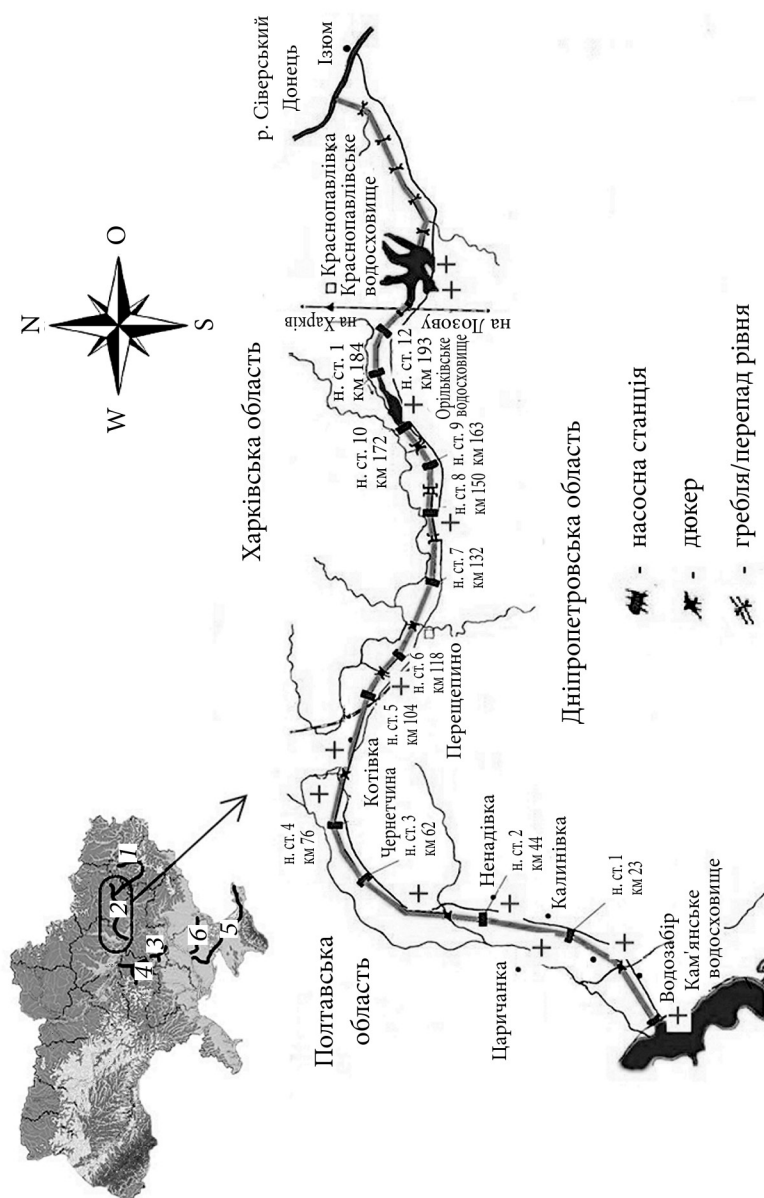 N
W
O
S
1
2
3
4
5
6
р. Сіверський
Донець
Ізюм
Краснопавлівка
Краснопавлівське
водосховище
на Харків
на Лозову
Харківська область
н. ст. 1
км 184
н. ст. 12
км 193
Орільківське
водосховище
н. ст. 10
км 172
н. ст. 9
км 163
н. ст. 8
км 150
н. ст. 7
км 132
Перещепино
н. ст. 6
км 118
н. ст. 5
км 104
Котівка
н. ст. 4
км 76
Чернетчина
н. ст. 3
км 62
Полтавська
область
Ненадівка
н. ст. 2
км 44
Калинівка
н. ст. 1
км 23
Царичанка
Водозабір
Кам'янське
водосховище
Дніпропетровська область
- насосна станція
- дюкер
- гребля/перепад рівня